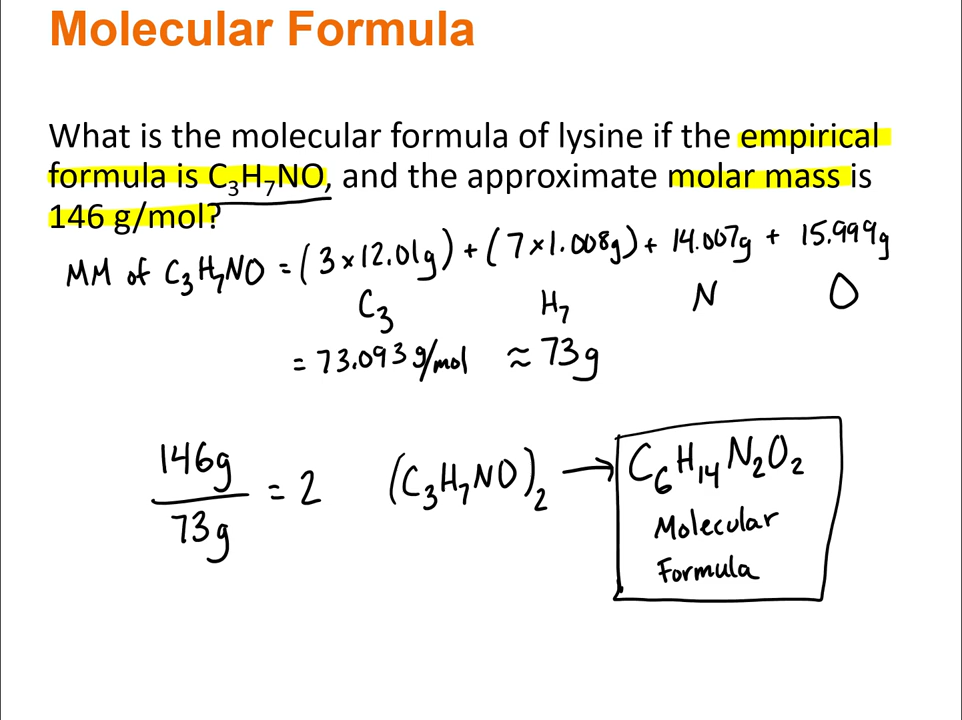 Molecular Formula
What is the molecular formula of lysine if the empirical
formula is C₃H₇NO, and the approximate molar mass is
146 g/mol?
MM of C₃H₇NO = (3×12.01g) + (7×1.008g) + 14.007g + 15.999g
C₃ H₇ N O
= 73.093 g/mol ≈ 73g
146g
73g
= 2 (C₃H₇NO)₂ → C₆H₁₄N₂O₂
Molecular
Formula